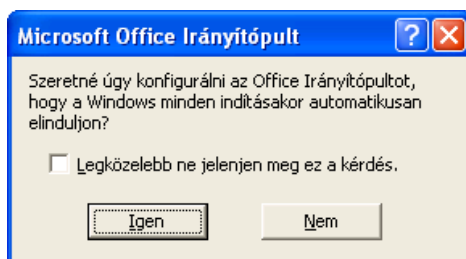 Microsoft Office Irányítópult
Szeretné úgy konfigurálni az Office Irányítópultot,
hogy a Windows minden indításakor automatikusan
elinduljon?
Legközelebb ne jelenjen meg ez a kérdés.
Igen
Nem